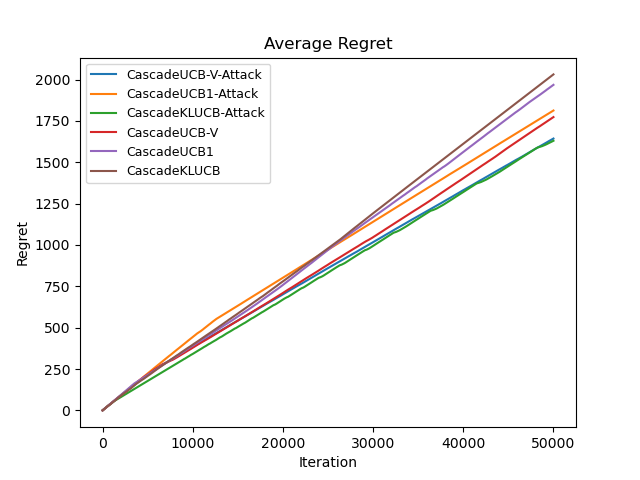 Average Regret
CascadeUCB-V-Attack
CascadeUCB1-Attack
CascadeKLUCB-Attack
CascadeUCB-V
CascadeUCB1
CascadeKLUCB
2000
1750
1500
1250
1000
750
500
250
0
Regret
0 10000 20000 30000 40000 50000
Iteration